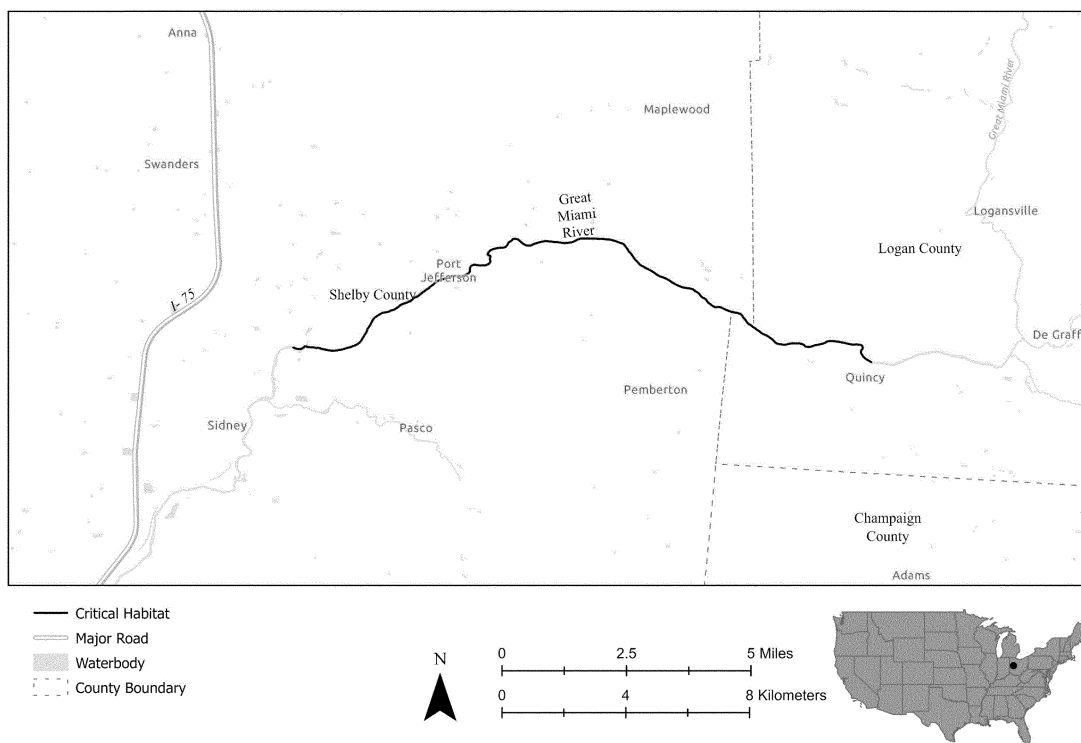 Anna
Great Miami River
Maplewood
Swanders
Great
Miami
River
Logansville
Logan County
Port
Jefferson
Shelby County
I- 75
De Graff
Quincy
Pemberton
Sidney
Pasco
Champaign
County
Adams
Critical Habitat
Major Road
Waterbody
County Boundary
N
0 2.5 5 Miles
0 4 8 Kilometers